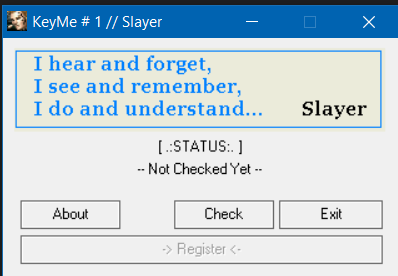 KeyMe # 1 // Slayer
I hear and forget,
I see and remember,
I do and understand... Slayer
[ .:STATUS:. ]
-- Not Checked Yet --
About Check Exit
-> Register <-